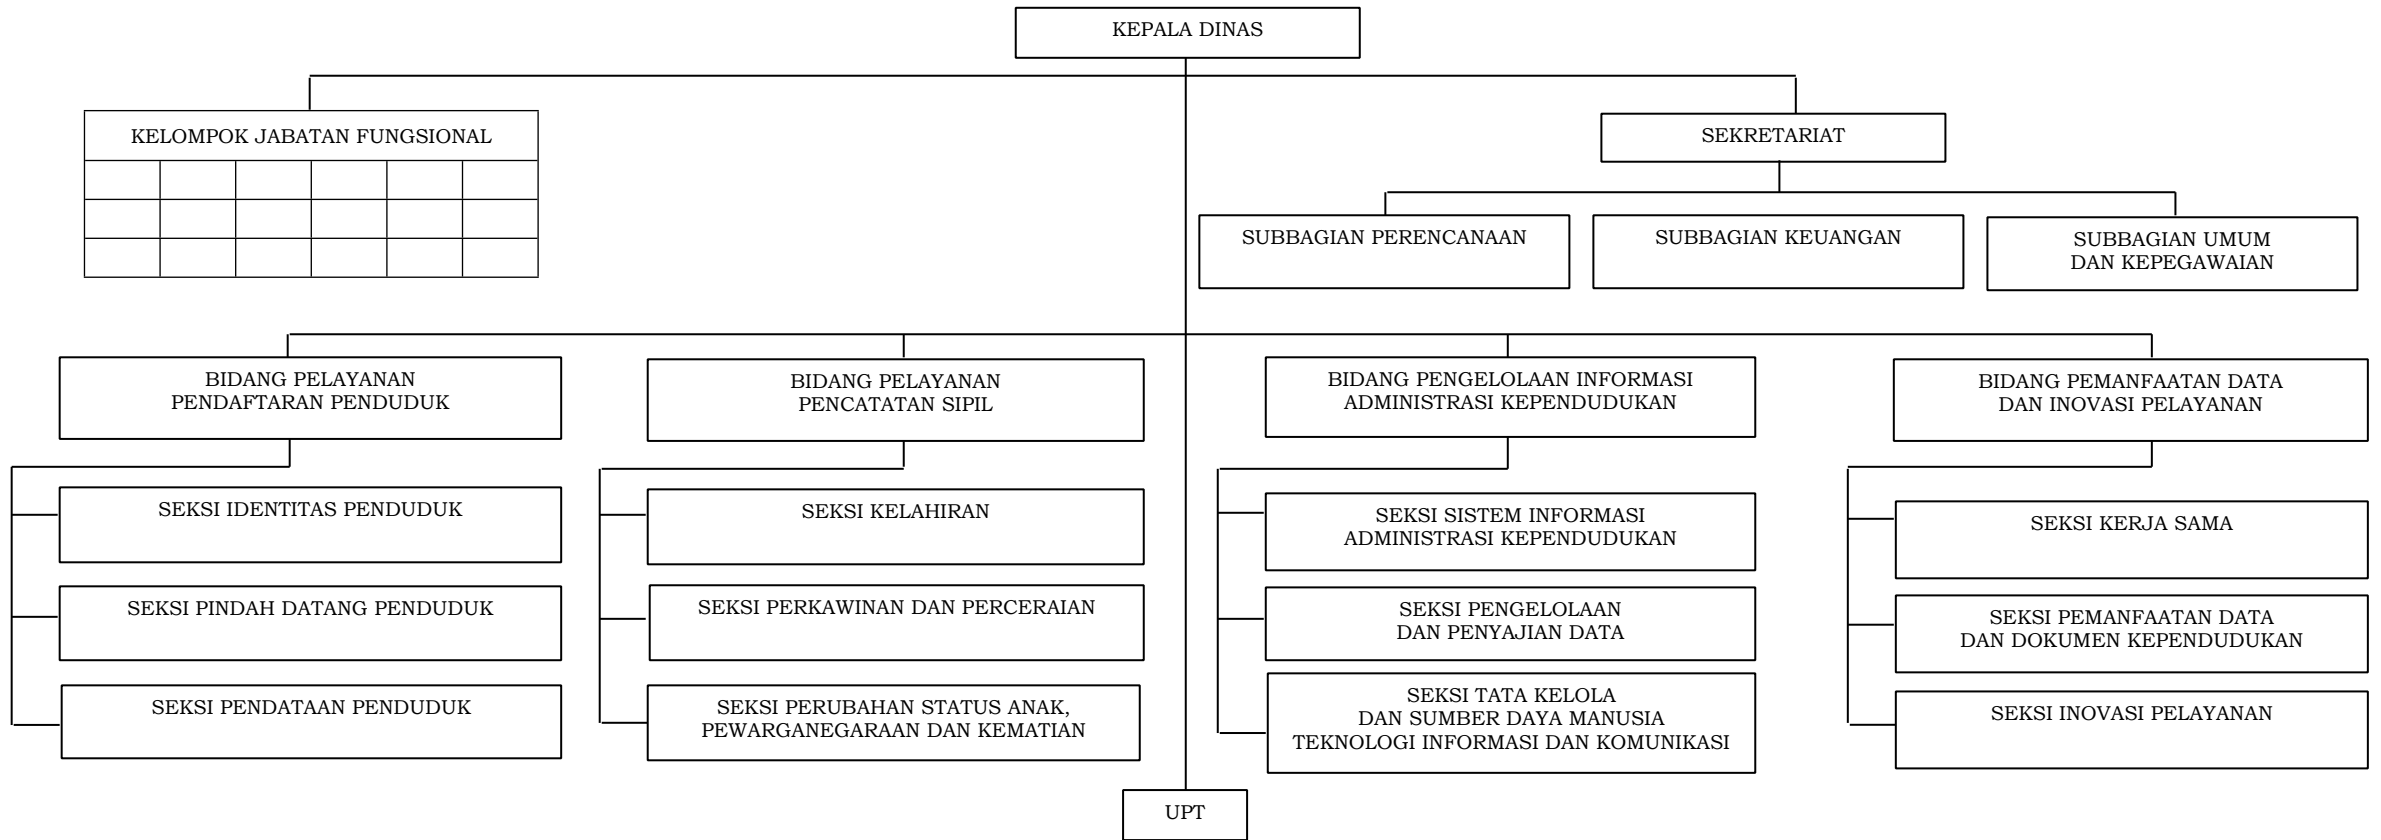 KEPALA DINAS
KELOMPOK JABATAN FUNGSIONAL
SEKRETARIAT
SUBBAGIAN PERENCANAAN
SUBBAGIAN KEUANGAN
SUBBAGIAN UMUM
DAN KEPEGAWAIAN
BIDANG PELAYANAN
PENDAFTARAN PENDUDUK
BIDANG PELAYANAN
PENCATATAN SIPIL
BIDANG PENGELOLAAN INFORMASI
ADMINISTRASI KEPENDUDUKAN
BIDANG PEMANFAATAN DATA
DAN INOVASI PELAYANAN
SEKSI IDENTITAS PENDUDUK
SEKSI PINDAH DATANG PENDUDUK
SEKSI PENDATAAN PENDUDUK
SEKSI KELAHIRAN
SEKSI PERKAWINAN DAN PERCERAIAN
SEKSI PERUBAHAN STATUS ANAK,
PEWARGANEGARAAN DAN KEMATIAN
SEKSI SISTEM INFORMASI
ADMINISTRASI KEPENDUDUKAN
SEKSI PENGELOLAAN
DAN PENYAJIAN DATA
SEKSI TATA KELOLA
DAN SUMBER DAYA MANUSIA
TEKNOLOGI INFORMASI DAN KOMUNIKASI
SEKSI KERJA SAMA
SEKSI PEMANFAATAN DATA
DAN DOKUMEN KEPENDUDUKAN
SEKSI INOVASI PELAYANAN
UPT